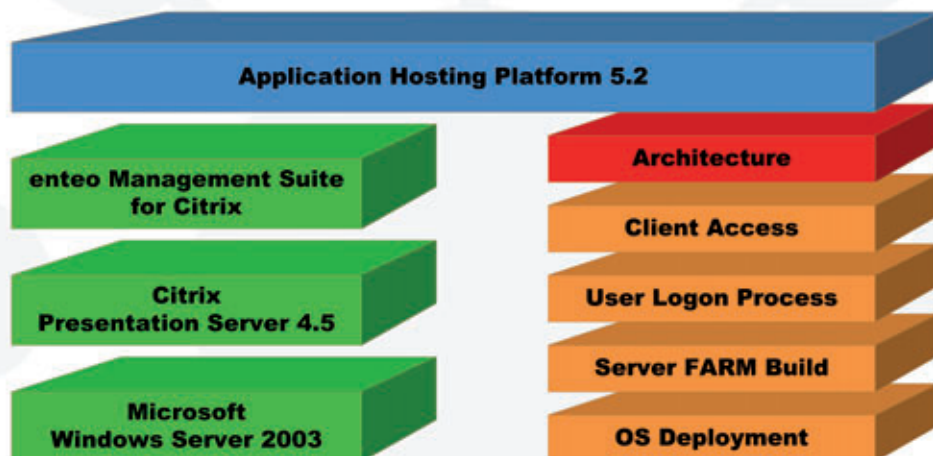 Application Hosting Platform 5.2
enteo Management Suite
for Citrix
Citrix
Presentation Server 4.5
Microsoft
Windows Server 2003
Architecture
Client Access
User Logon Process
Server FARM Build
OS Deployment